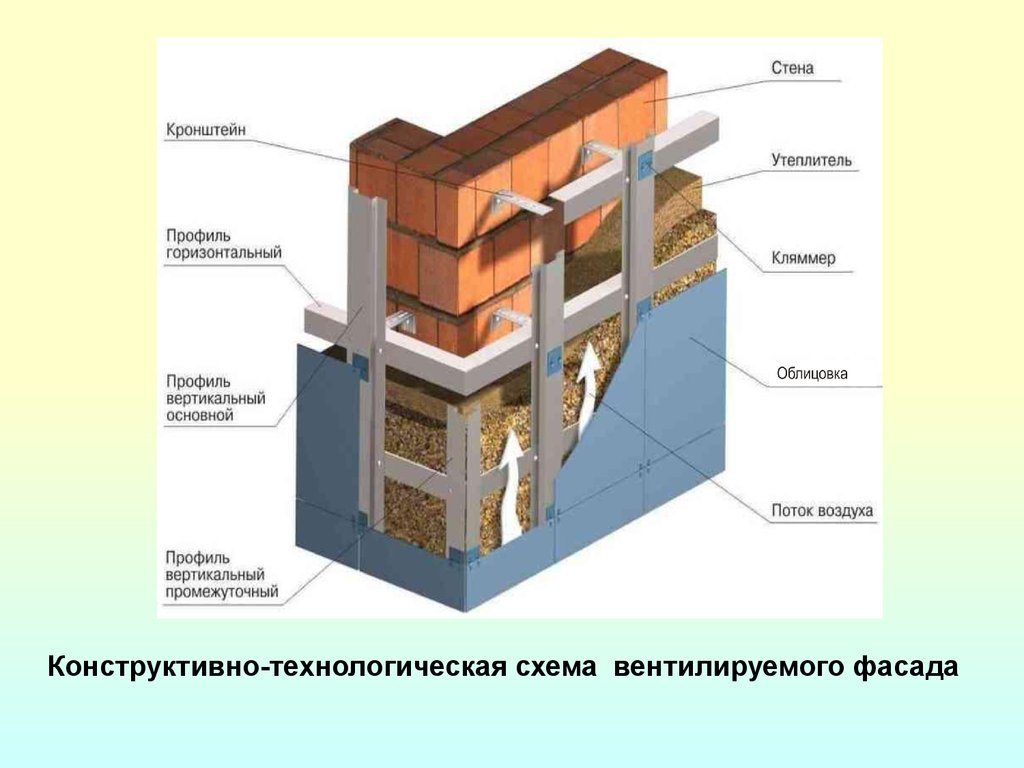 Стена
Кронштейн
Утеплитель
Профиль
горизонтальный
Кляммер
Облицовка
Профиль
вертикальный
основной
Поток воздуха
Профиль
вертикальный
промежуточный
Конструктивно-технологическая схема вентилируемого фасада